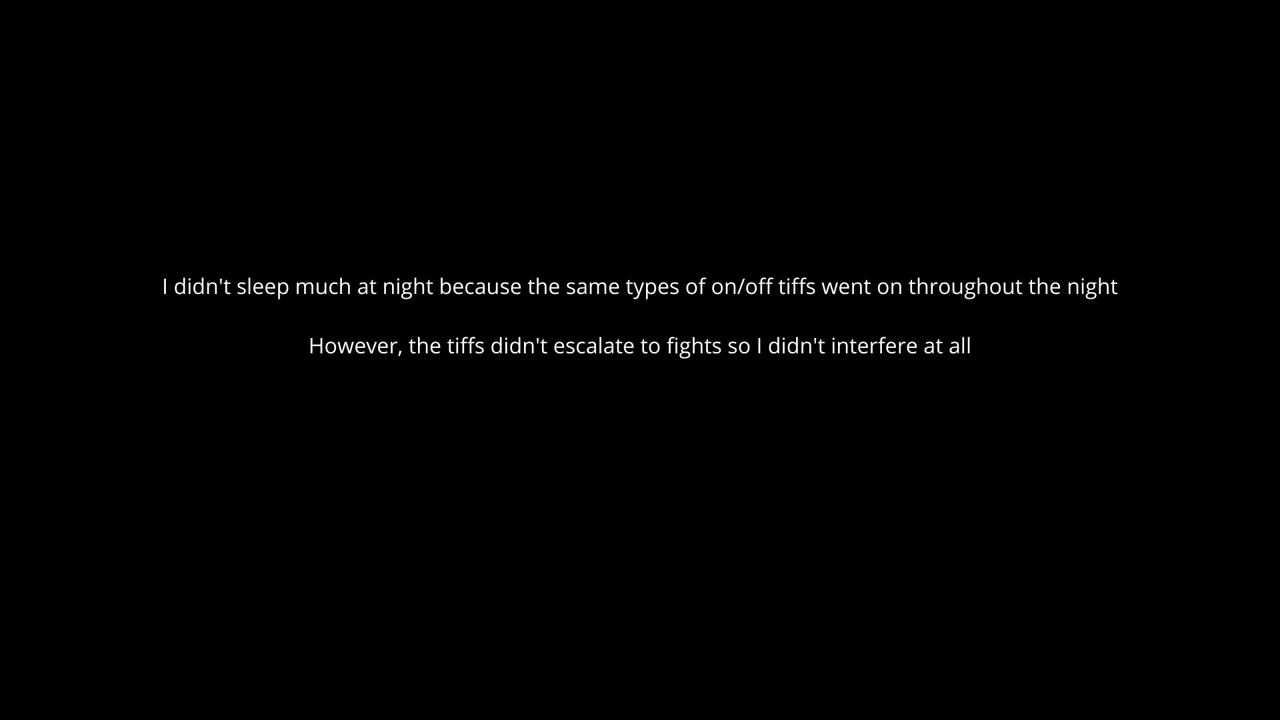 I didn't sleep much at night because the same types of on/off tiffs went on throughout the night
However, the tiffs didn't escalate to fights so I didn't interfere at all